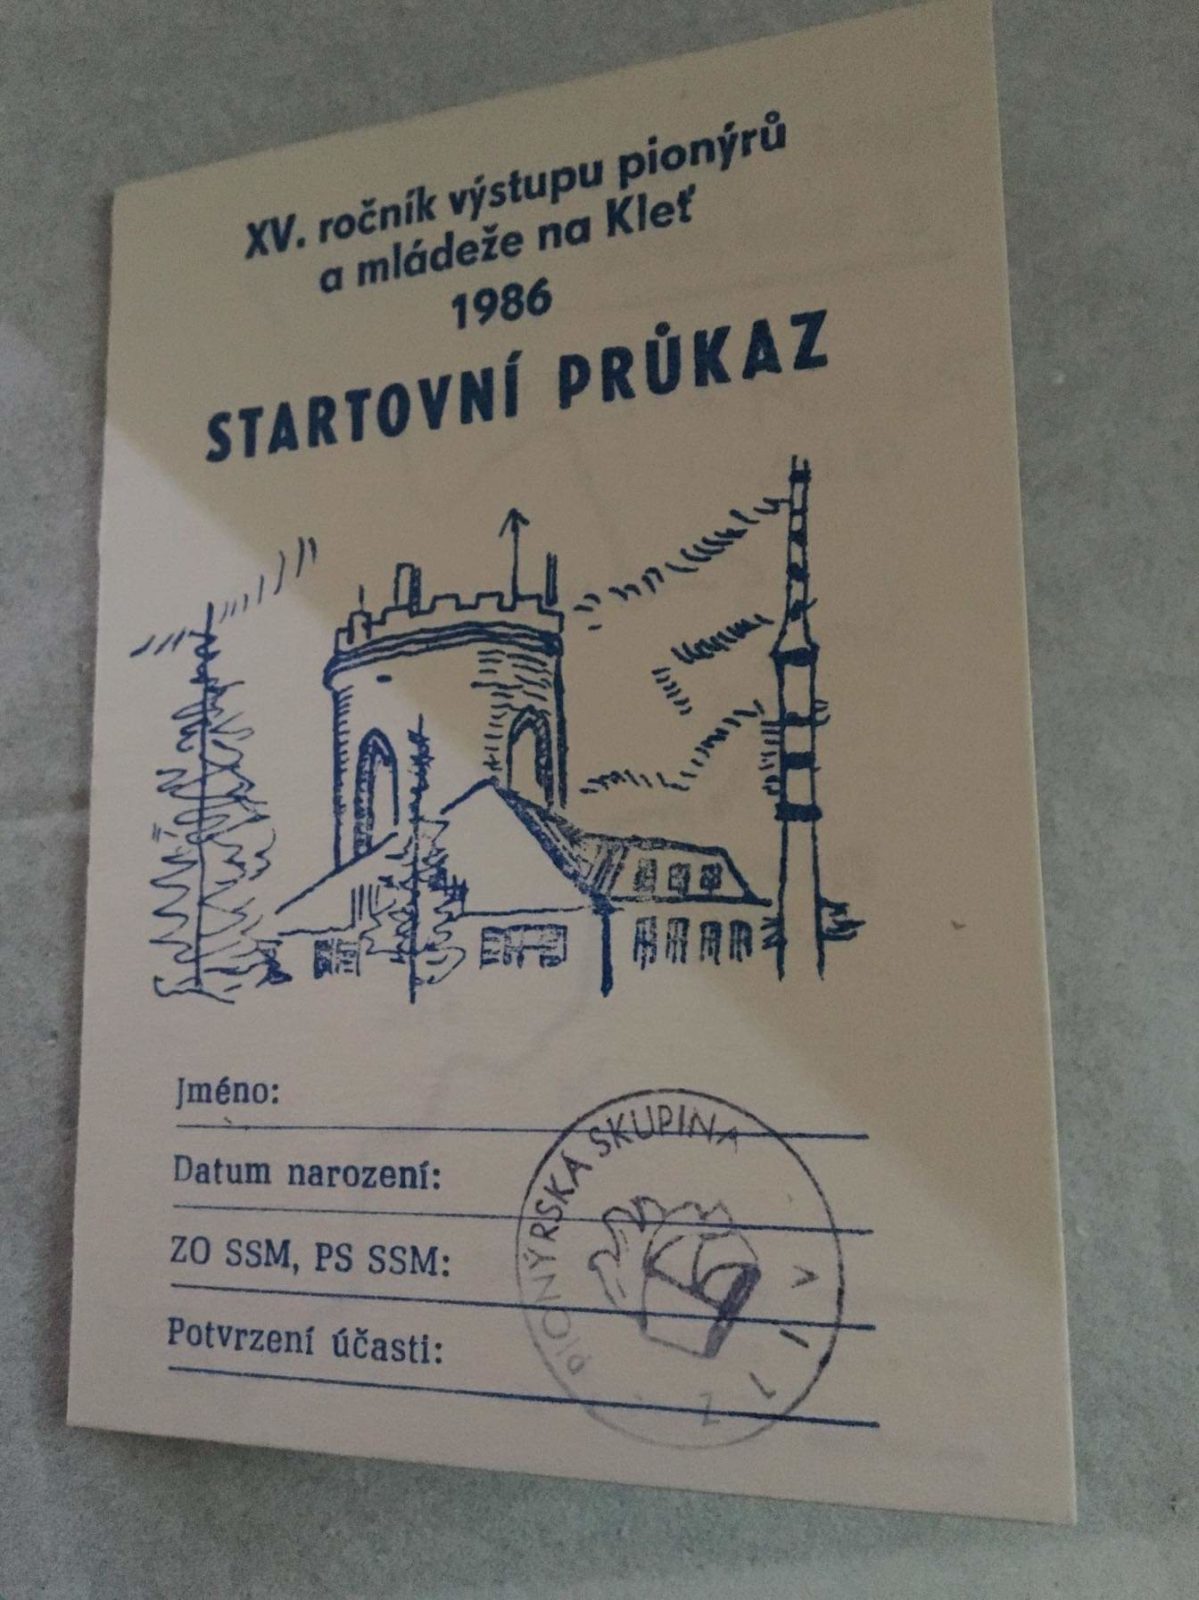 XV. ročník výstupu pionýrů
a mládeže na Kleť
1986
STARTOVNÍ PRŮKAZ
Jméno:
Datum narození:
ZO SSM, PS SSM:
Potvrzení účasti:
PIONÝRSKÁ SKUPINA